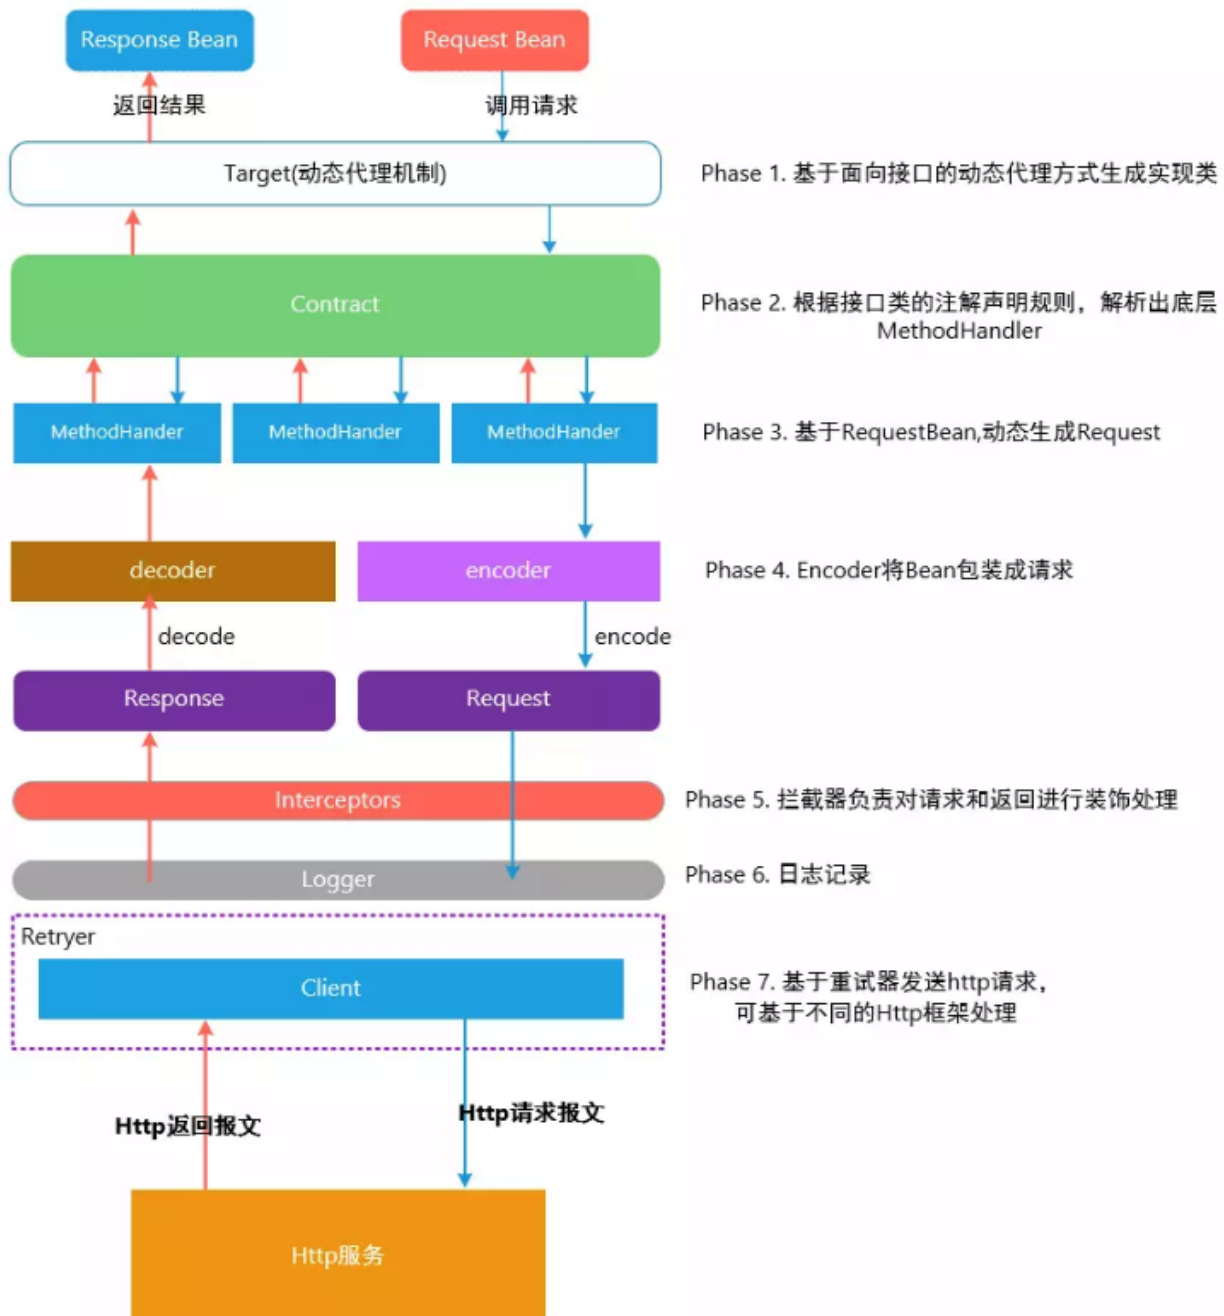 Response Bean
Request Bean
返回结果
调用请求
Target(动态代理机制)
Phase 1. 基于面向接口的动态代理方式生成实现类
Contract
Phase 2. 根据接口类的注解声明规则，解析出底层
MethodHandler
MethodHander
MethodHander
MethodHander
Phase 3. 基于RequestBean,动态生成Request
decoder
encoder
Phase 4. Encoder将Bean包装成请求
decode
encode
Response
Request
Interceptors
Phase 5. 拦截器负责对请求和返回进行装饰处理
Logger
Phase 6. 日志记录
Retryer
Client
Phase 7. 基于重试器发送http请求，
可基于不同的Http框架处理
Http返回报文
Http请求报文
Http服务